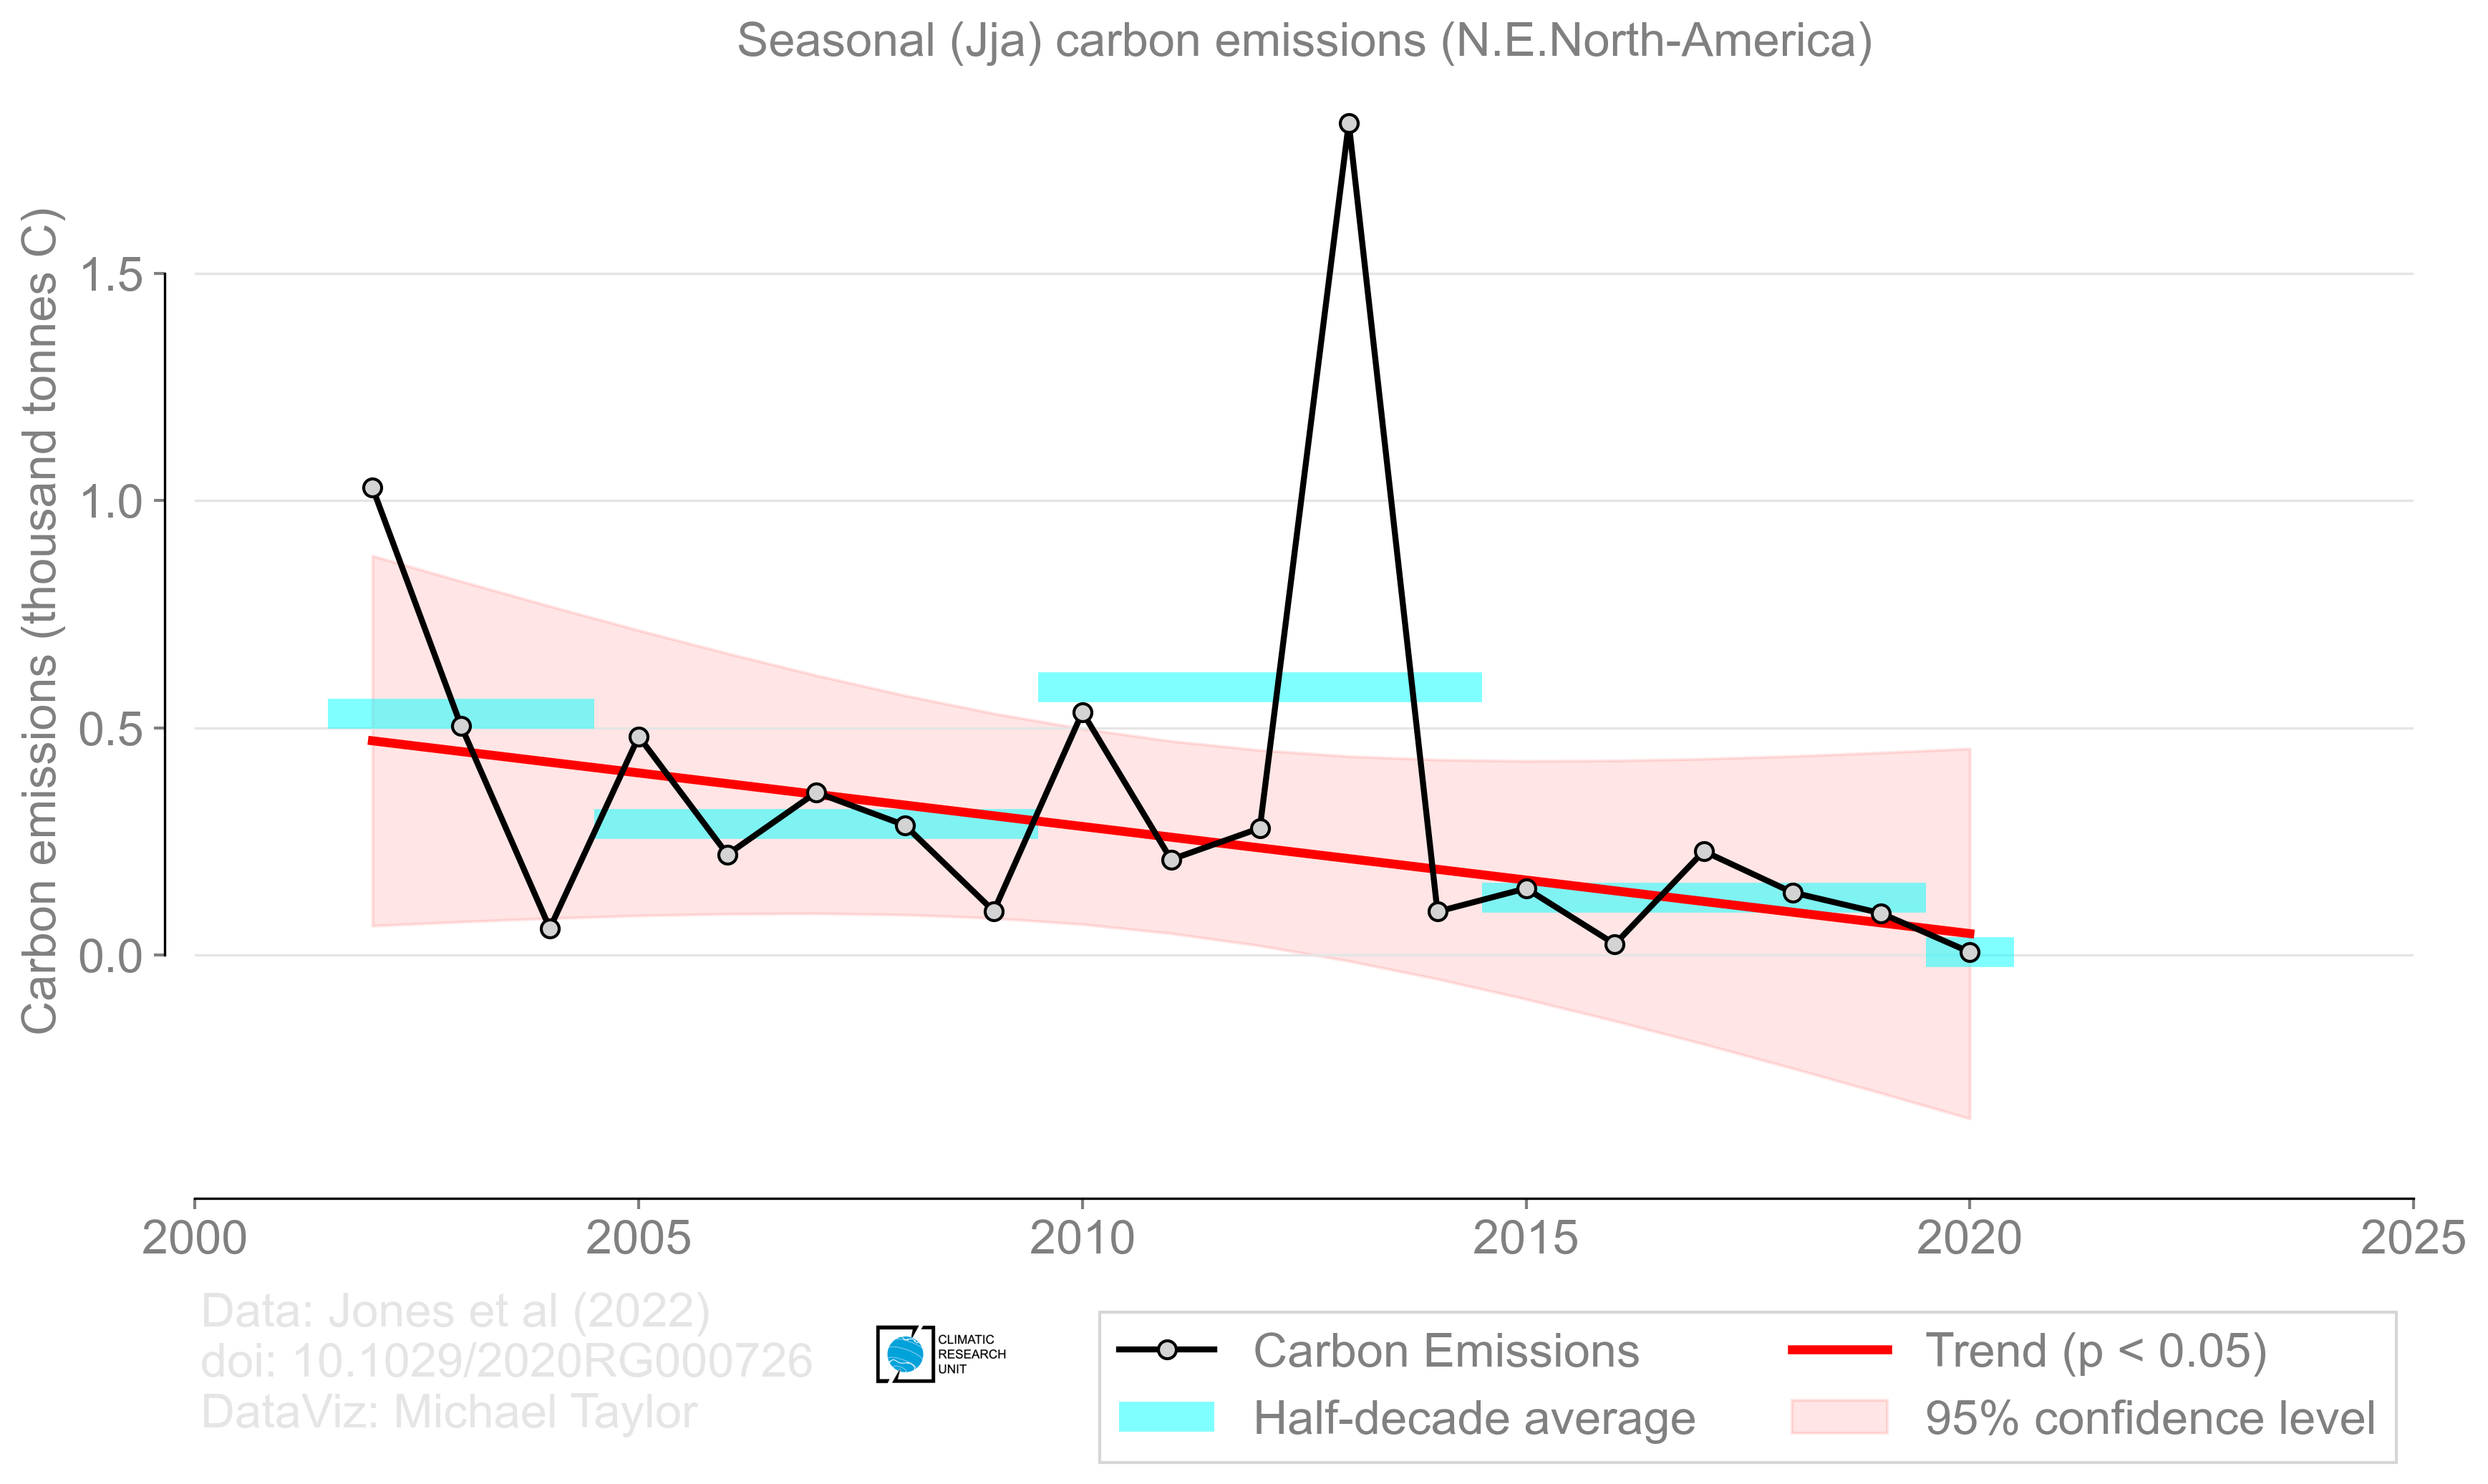 Seasonal (Jja) carbon emissions (N.E.North-America)
Carbon emissions (thousand tonnes C)
1.5
1.0
0.5
0.0
2000 2005 2010 2015 2020 2025
Data: Jones et al (2022)
doi: 10.1029/2020RG000726
DataViz: Michael Taylor
CLIMATIC
RESEARCH
UNIT
Carbon Emissions
Half-decade average
Trend (p < 0.05)
95% confidence level